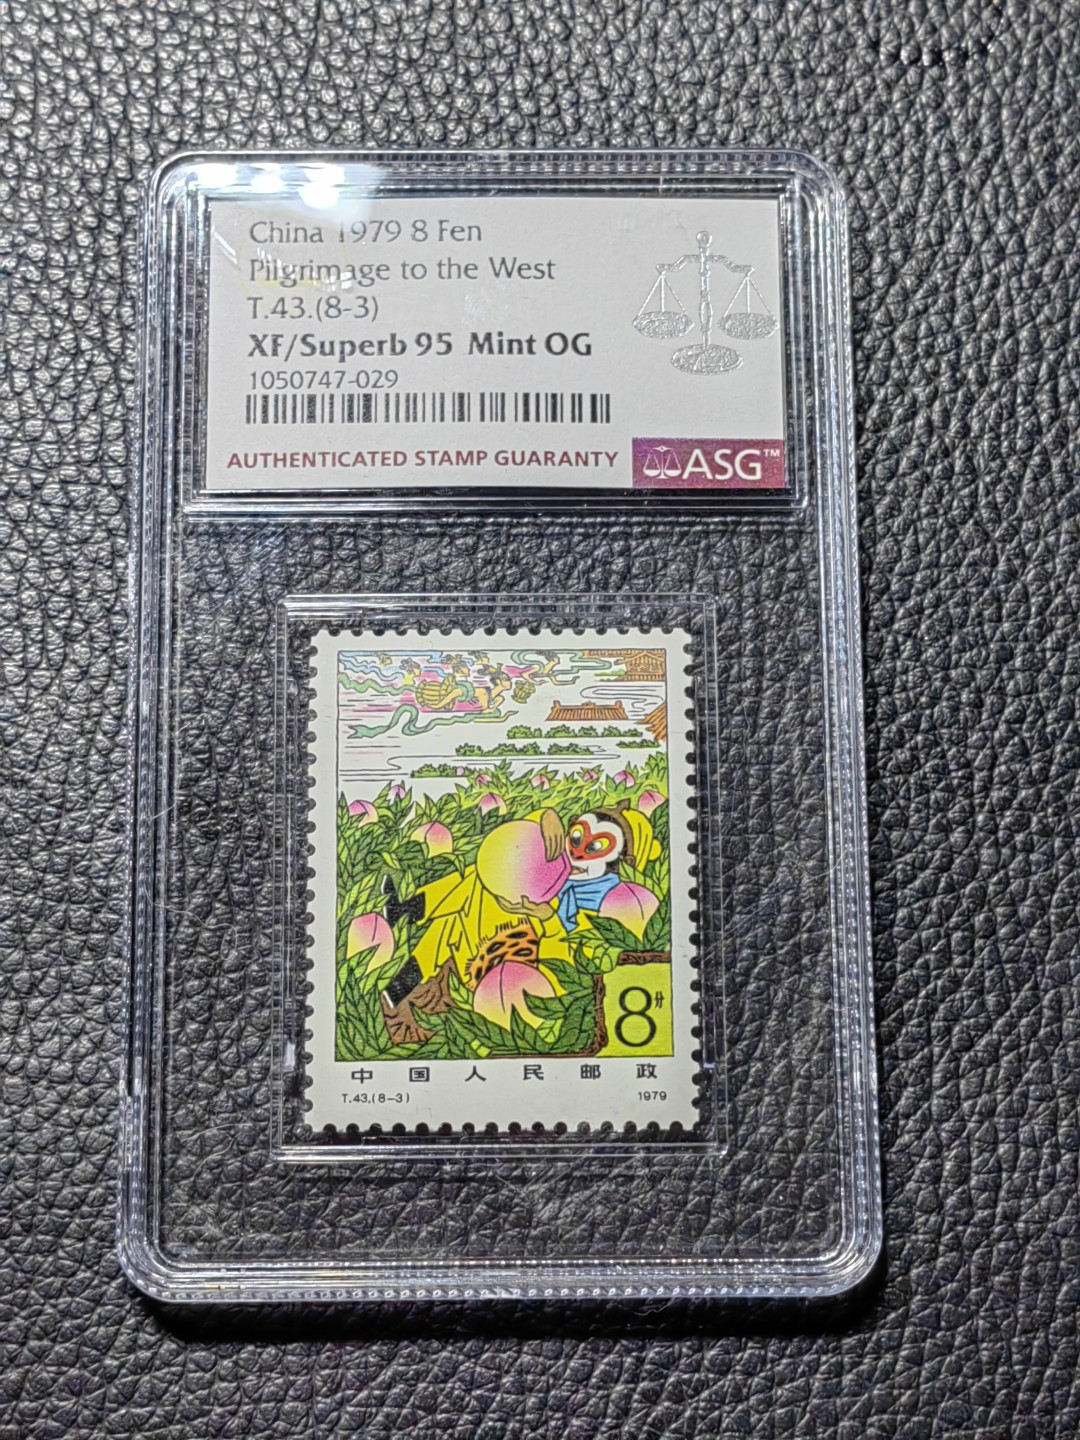 China 1979 8 Fen
Pilgrimage to the West
T.43.(8-3)
XF/Superb 95 Mint OG
1050747-029
AUTHENTICATED STAMP GUARANTY
ASG™
8分
中国人民邮政
T.43.(8-3) 1979